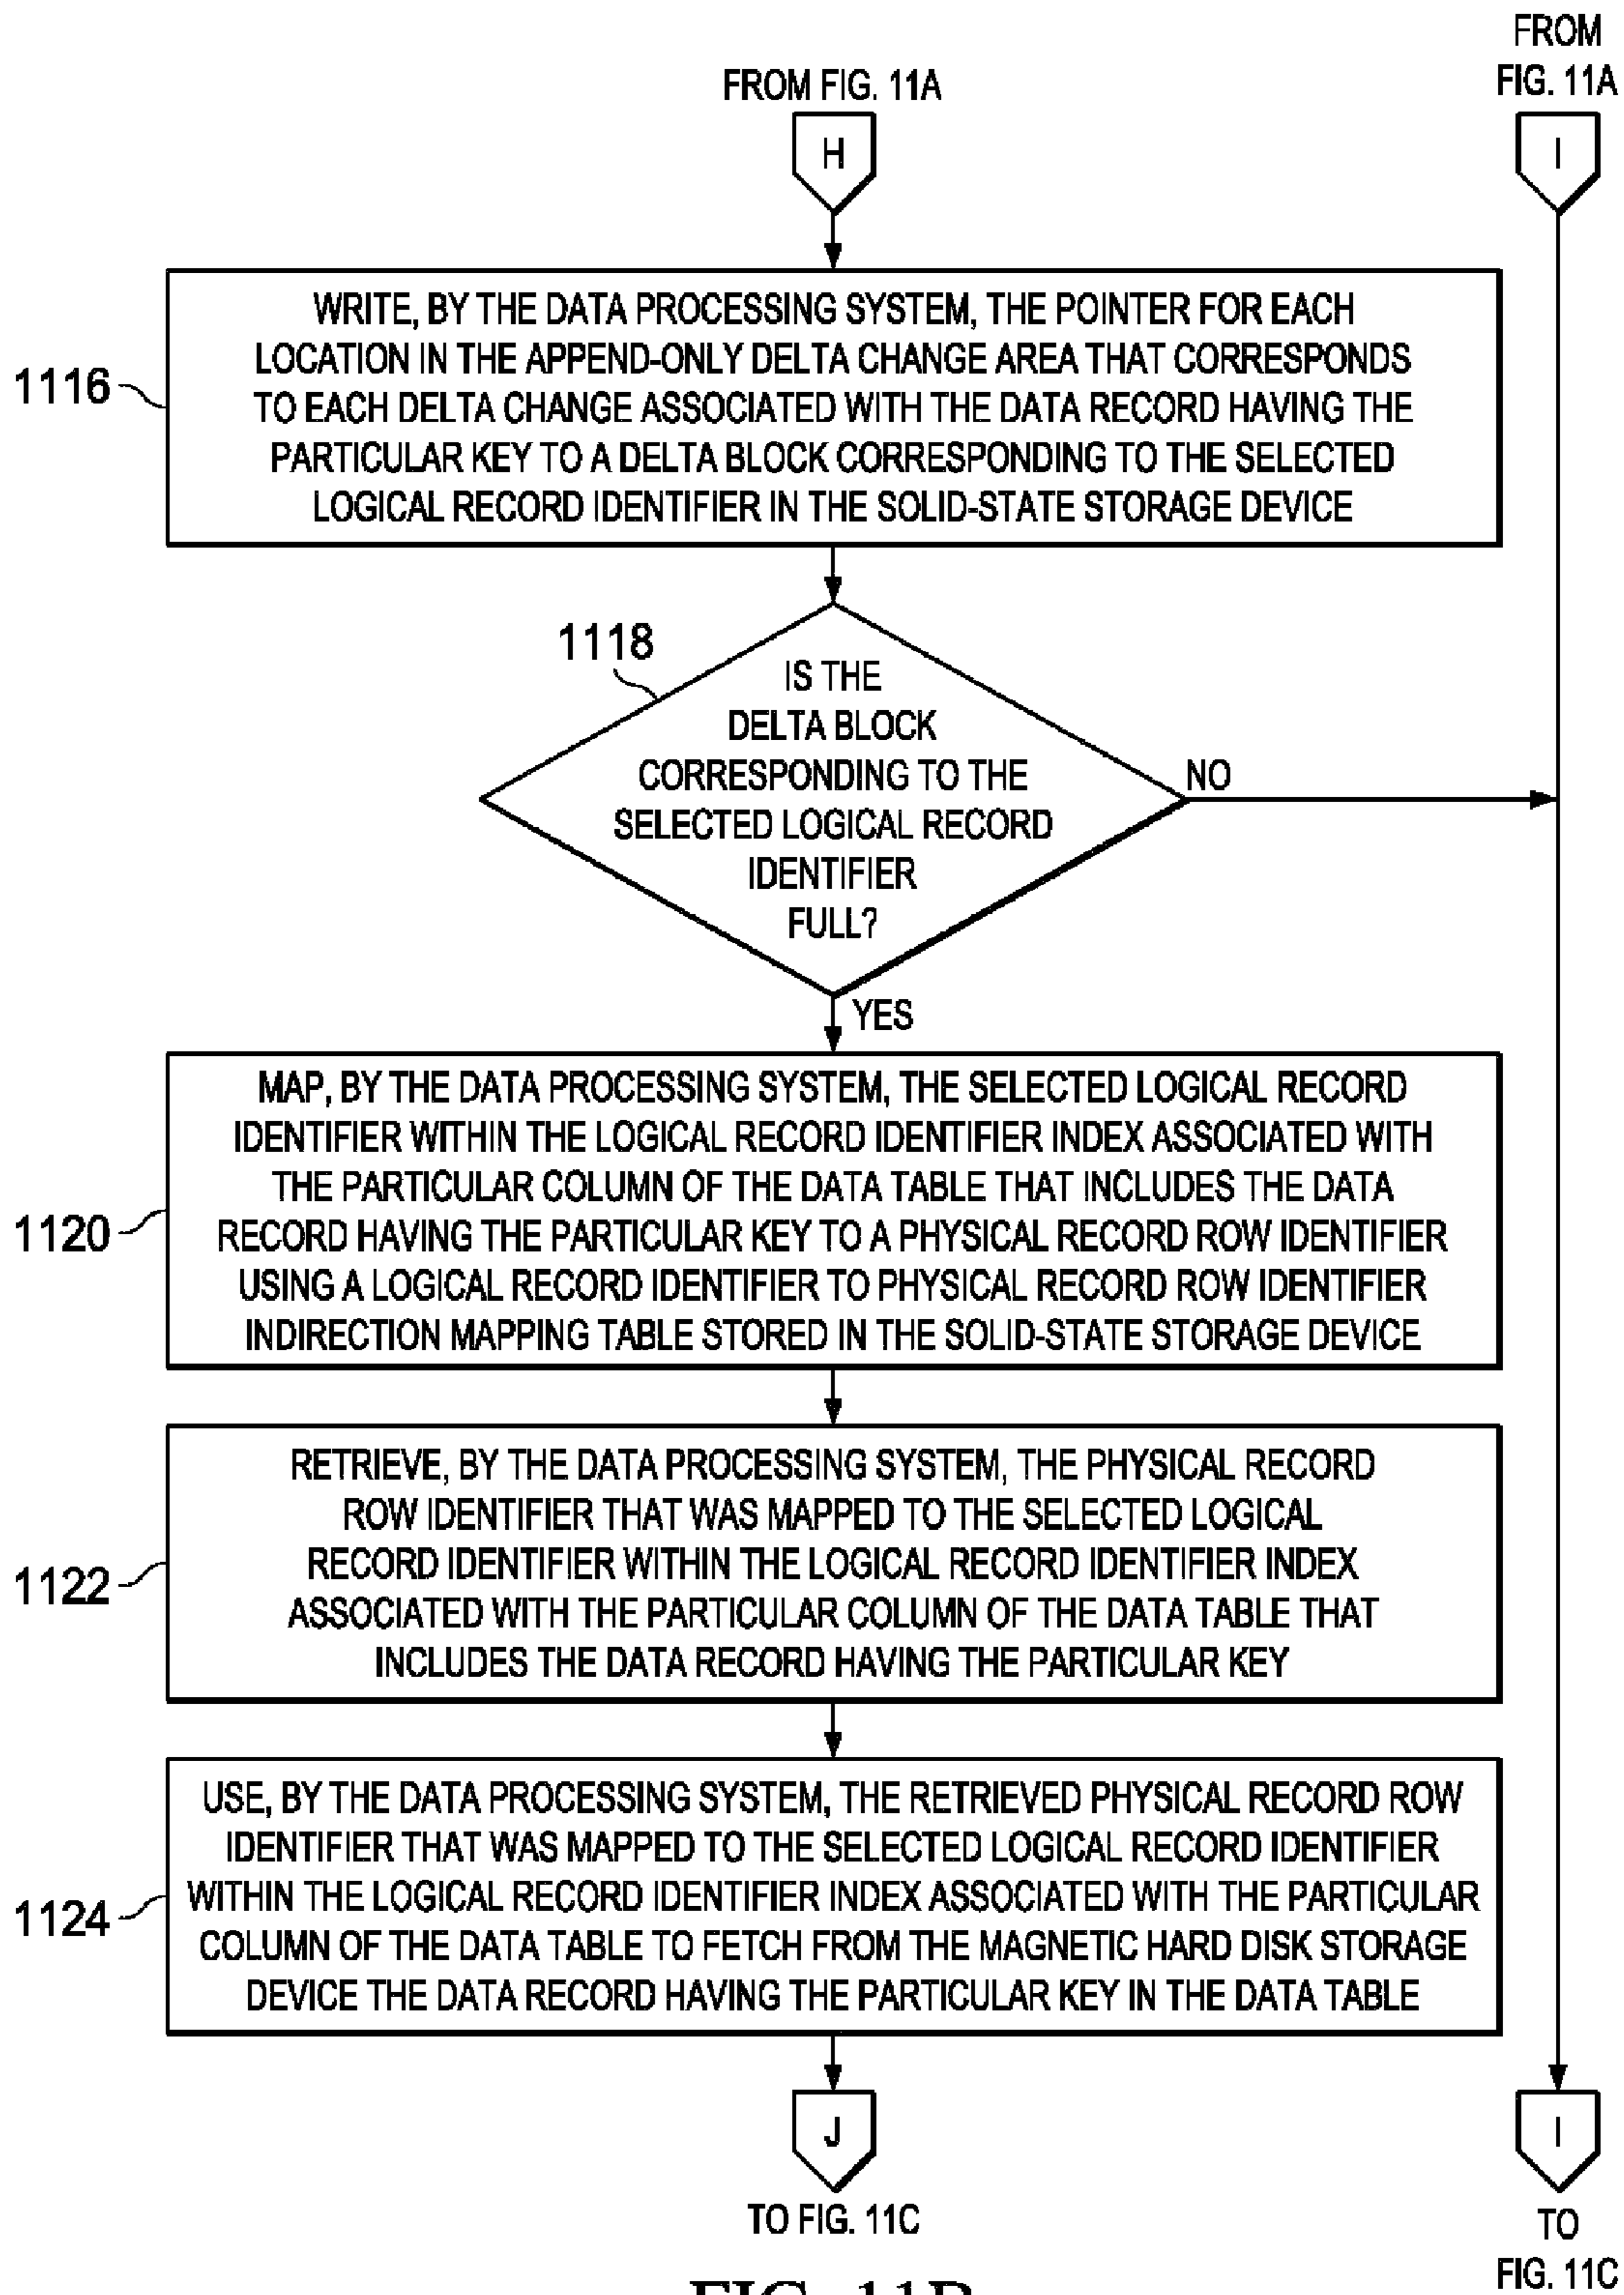 FROM FIG. 11A
H
FROM
FIG. 11A
I
1116
WRITE, BY THE DATA PROCESSING SYSTEM, THE POINTER FOR EACH
LOCATION IN THE APPEND-ONLY DELTA CHANGE AREA THAT CORRESPONDS
TO EACH DELTA CHANGE ASSOCIATED WITH THE DATA RECORD HAVING THE
PARTICULAR KEY TO A DELTA BLOCK CORRESPONDING TO THE SELECTED
LOGICAL RECORD IDENTIFIER IN THE SOLID-STATE STORAGE DEVICE
1118
IS THE
DELTA BLOCK
CORRESPONDING TO THE
SELECTED LOGICAL RECORD
IDENTIFIER
FULL?
NO
YES
1120
MAP, BY THE DATA PROCESSING SYSTEM, THE SELECTED LOGICAL RECORD
IDENTIFIER WITHIN THE LOGICAL RECORD IDENTIFIER INDEX ASSOCIATED WITH
THE PARTICULAR COLUMN OF THE DATA TABLE THAT INCLUDES THE DATA
RECORD HAVING THE PARTICULAR KEY TO A PHYSICAL RECORD ROW IDENTIFIER
USING A LOGICAL RECORD IDENTIFIER TO PHYSICAL RECORD ROW IDENTIFIER
INDIRECTION MAPPING TABLE STORED IN THE SOLID-STATE STORAGE DEVICE
1122
RETRIEVE, BY THE DATA PROCESSING SYSTEM, THE PHYSICAL RECORD
ROW IDENTIFIER THAT WAS MAPPED TO THE SELECTED LOGICAL
RECORD IDENTIFIER WITHIN THE LOGICAL RECORD IDENTIFIER INDEX
ASSOCIATED WITH THE PARTICULAR COLUMN OF THE DATA TABLE THAT
INCLUDES THE DATA RECORD HAVING THE PARTICULAR KEY
1124
USE, BY THE DATA PROCESSING SYSTEM, THE RETRIEVED PHYSICAL RECORD ROW
IDENTIFIER THAT WAS MAPPED TO THE SELECTED LOGICAL RECORD IDENTIFIER
WITHIN THE LOGICAL RECORD IDENTIFIER INDEX ASSOCIATED WITH THE PARTICULAR
COLUMN OF THE DATA TABLE TO FETCH FROM THE MAGNETIC HARD DISK STORAGE
DEVICE THE DATA RECORD HAVING THE PARTICULAR KEY IN THE DATA TABLE
J
TO FIG. 11C
I
TO
FIG. 11C
FIG. 11B